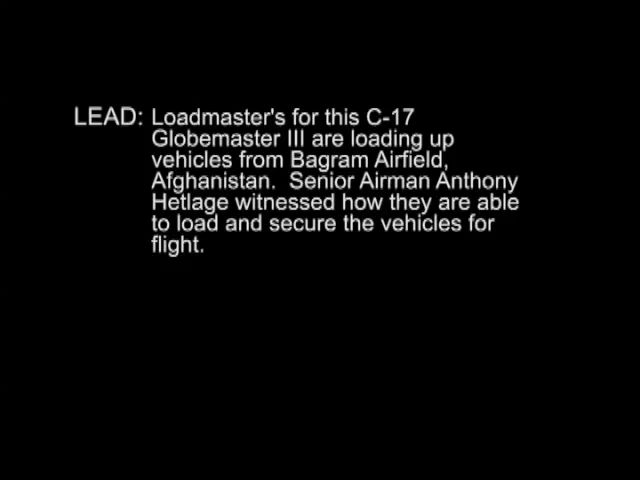 LEAD: Loadmaster's for this C-17
Globemaster III are loading up
vehicles from Bagram Airfield,
Afghanistan.  Senior Airman Anthony
Hetlage witnessed how they are able
to load and secure the vehicles for
flight.